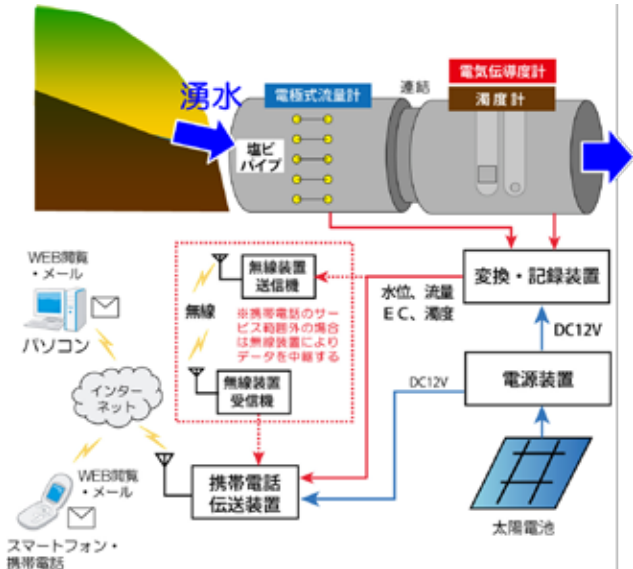 湧水
電極式流量計
連結
電気伝導度計
濁度計
塩ビ
パイプ
WEB閲覧
・メール
パソコン
無線
無線装置
送信機
※携帯電話のサー
ビス範囲外の場合
は無線装置により
データを中継する
無線装置
受信機
水位、流量
EC、濁度
変換・記録装置
DC12V
DC12V
電源装置
インター
ネット
WEB閲覧
・メール
携帯電話
伝送装置
太陽電池
スマートフォン・
携帯電話